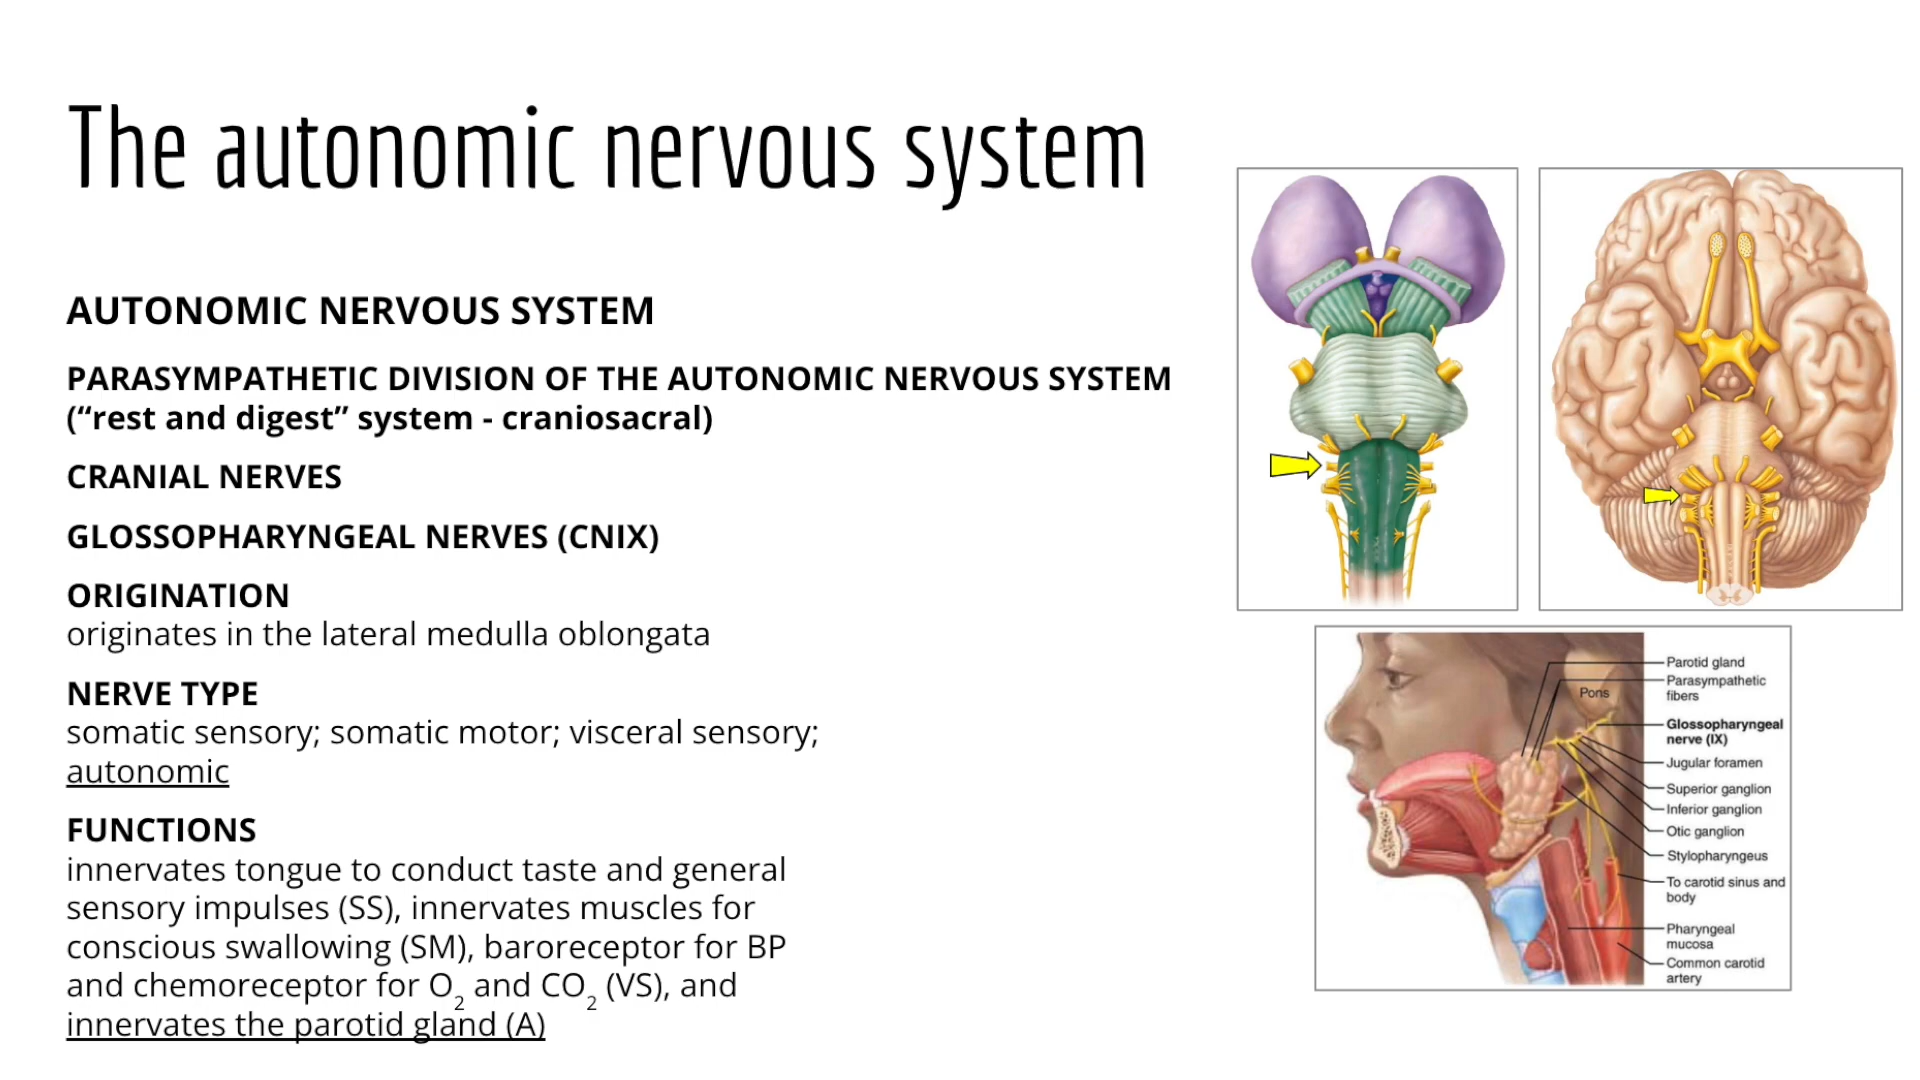 The autonomic nervous system
AUTONOMIC NERVOUS SYSTEM
PARASYMPATHETIC DIVISION OF THE AUTONOMIC NERVOUS SYSTEM
(“rest and digest” system - craniosacral)
CRANIAL NERVES
GLOSSOPHARYNGEAL NERVES (CNIX)
ORIGINATION
originates in the lateral medulla oblongata
NERVE TYPE
somatic sensory; somatic motor; visceral sensory;
autonomic
FUNCTIONS
innervates tongue to conduct taste and general
sensory impulses (SS), innervates muscles for
conscious swallowing (SM), baroreceptor for BP
and chemoreceptor for O₂ and CO₂ (VS), and
innervates the parotid gland (A)
Pons
Parotid gland
Parasympathetic
fibers
Glossopharyngeal
nerve (IX)
Jugular foramen
Superior ganglion
Inferior ganglion
Otic ganglion
Stylopharyngeus
To carotid sinus and
body
Pharyngeal
mucosa
Common carotid
artery